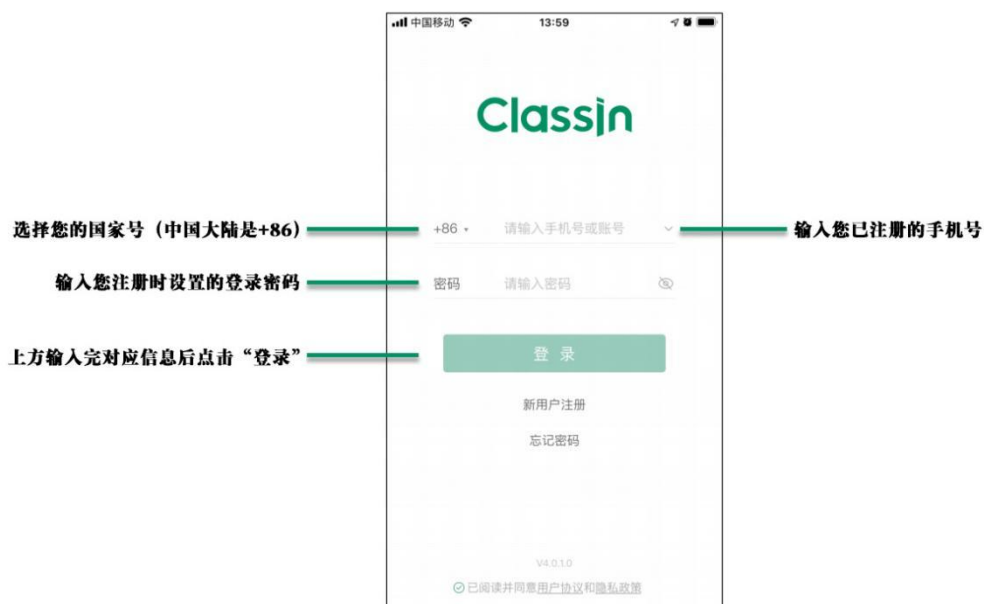 中国移动 13:59
ClassIn
选择您的国家号（中国大陆是+86） +86 请输入手机号或账号 输入您已注册的手机号
输入您注册时设置的登录密码 密码 请输入密码
上方输入完对应信息后点击“登录” 登 录
新用户注册
忘记密码
V4.0.1.0
已阅读并同意用户协议和隐私政策